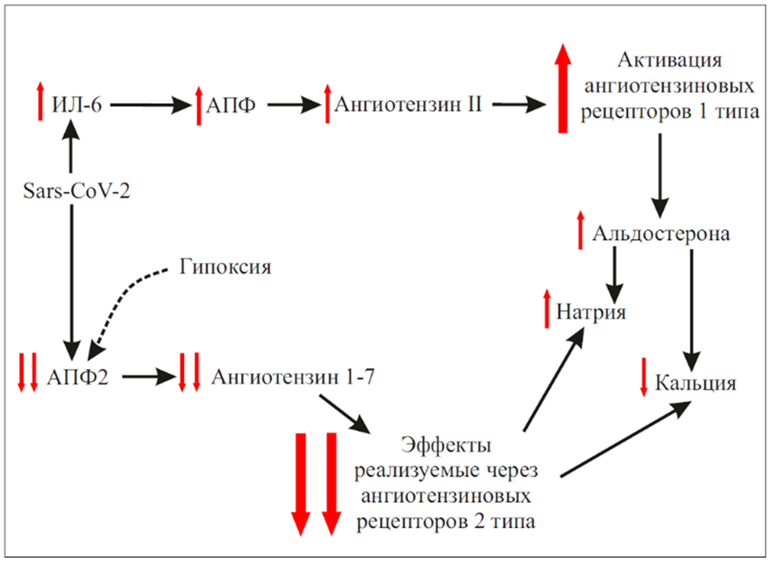 Активация
ангиотензиновых
рецепторов 1 типа
ИЛ-6
АПФ
Ангиотензин II
Sars-CoV-2
Альдостерона
Гипоксия
Натрия
АПФ2
Ангиотензин 1-7
Кальция
Эффекты
реализуемые через
ангиотензиновых
рецепторов 2 типа